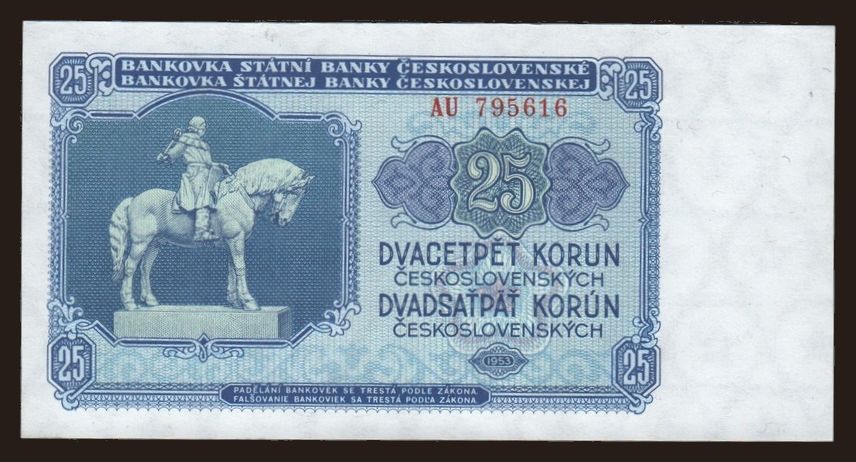 25 BANKOVKA STÁTNÍ BANKY ČESKOSLOVENSKÉ 25
BANKOVKA ŠTÁTNEJ BANKY ČESKOSLOVENSKEJ
AU 795616
25
DVACETPĚT KORUN
ČESKOSLOVENSKÝCH
DVADSAŤPÄŤ KORÚN
ČESKOSLOVENSKÝCH
25 1953 25
PADĚLÁNÍ BANKOVEK SE TRESTÁ PODLE ZÁKONA.
FALŠOVANIE BANKOVIEK SA TRESTÁ PODĽA ZÁKONA.